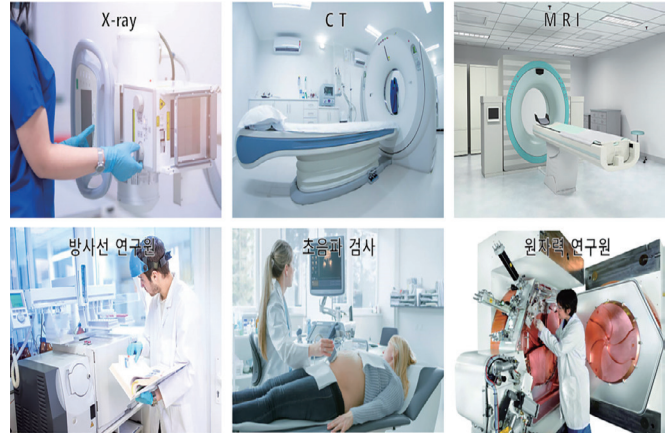 X-ray
CT
MRI
방사선 연구원
초음파 검사
원자력 연구원